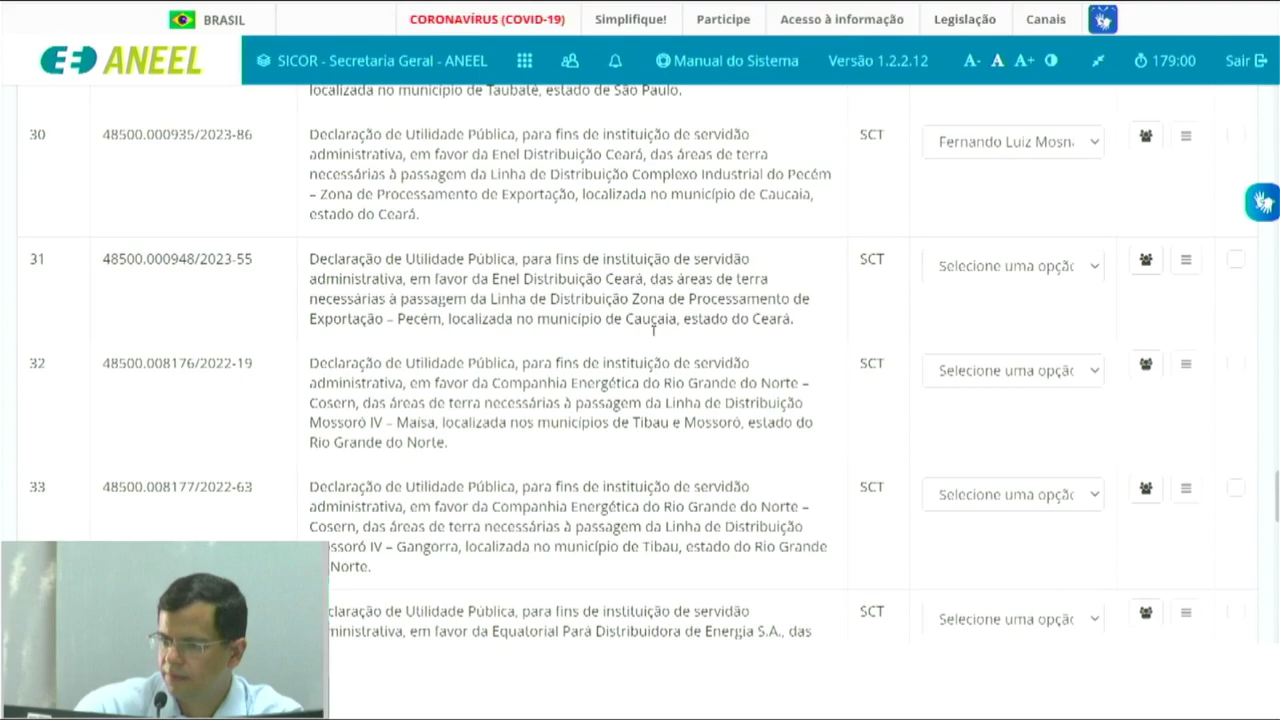 BRASIL
CORONAVÍRUS (COVID-19)
Simplifique!
Participe
Acesso à informação
Legislação
Canais
ANEEL
SICOR - Secretaria Geral - ANEEL
Manual do Sistema
Versão 1.2.2.12
A-
A
A+
179:00
Sair
localizada no município de Taubaté, estado de São Paulo.
30
48500.000935/2023-86
Declaração de Utilidade Pública, para fins de instituição de servidão
administrativa, em favor da Enel Distribuição Ceará, das áreas de terra
necessárias à passagem da Linha de Distribuição Complexo Industrial do Pecém
– Zona de Processamento de Exportação, localizada no município de Caucaia,
estado do Ceará.
SCT
Fernando Luiz Mosn
31
48500.000948/2023-55
Declaração de Utilidade Pública, para fins de instituição de servidão
administrativa, em favor da Enel Distribuição Ceará, das áreas de terra
necessárias à passagem da Linha de Distribuição Zona de Processamento de
Exportação – Pecém, localizada no município de Caucaia, estado do Ceará.
SCT
Selecione uma opçã
32
48500.008176/2022-19
Declaração de Utilidade Pública, para fins de instituição de servidão
administrativa, em favor da Companhia Energética do Rio Grande do Norte –
Cosern, das áreas de terra necessárias à passagem da Linha de Distribuição
Mossoró IV – Maísa, localizada nos municípios de Tibau e Mossoró, estado do
Rio Grande do Norte.
SCT
Selecione uma opçã
33
48500.008177/2022-63
Declaração de Utilidade Pública, para fins de instituição de servidão
administrativa, em favor da Companhia Energética do Rio Grande do Norte –
Cosern, das áreas de terra necessárias à passagem da Linha de Distribuição
ossoró IV – Gangorra, localizada no município de Tibau, estado do Rio Grande
Norte.
SCT
Selecione uma opçã
claração de Utilidade Pública, para fins de instituição de servidão
ministrativa, em favor da Equatorial Pará Distribuidora de Energia S.A., das
SCT
Selecione uma opçã